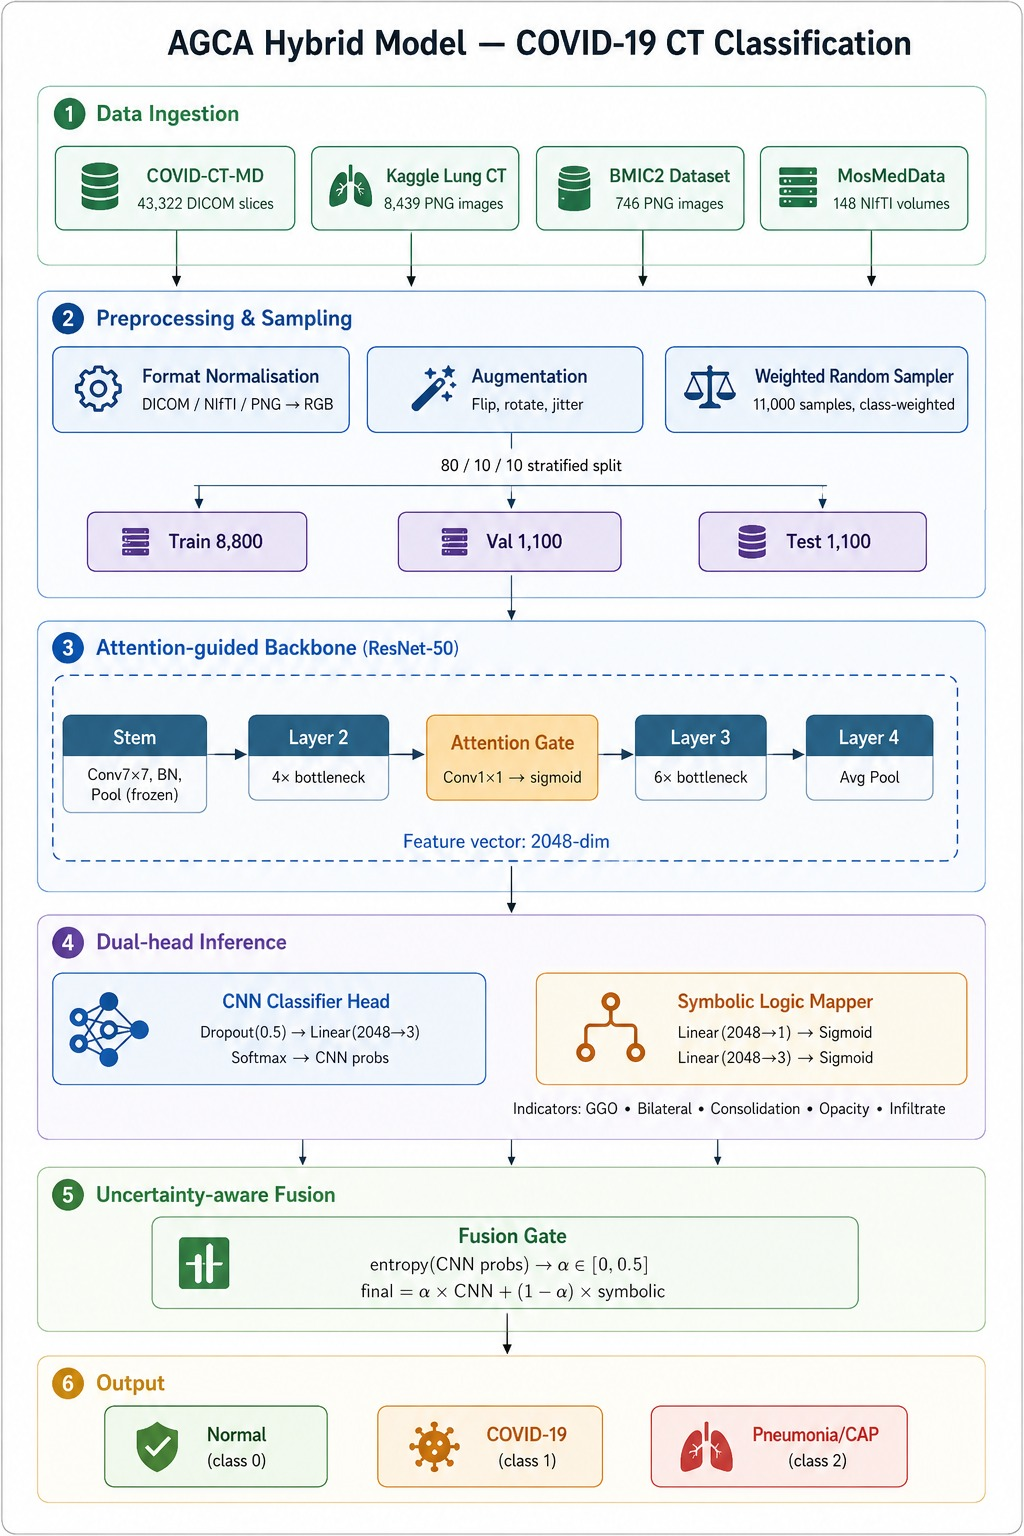 AGCA Hybrid Model — COVID-19 CT Classification
1 Data Ingestion
COVID-CT-MD
43,322 DICOM slices
Kaggle Lung CT
8,439 PNG images
BMIC2 Dataset
746 PNG images
MosMedData
148 NIfTI volumes
2 Preprocessing & Sampling
Format Normalisation
DICOM / NIfTI / PNG → RGB
Augmentation
Flip, rotate, jitter
Weighted Random Sampler
11,000 samples, class-weighted
80 / 10 / 10 stratified split
Train 8,800
Val 1,100
Test 1,100
3 Attention-guided Backbone (ResNet-50)
Stem
Conv7×7, BN,
Pool (frozen)
Layer 2
4× bottleneck
Attention Gate
Conv1×1 → sigmoid
Layer 3
6× bottleneck
Layer 4
Avg Pool
Feature vector: 2048-dim
4 Dual-head Inference
CNN Classifier Head
Dropout(0.5) → Linear(2048→3)
Softmax → CNN probs
Symbolic Logic Mapper
Linear(2048→1) → Sigmoid
Linear(2048→3) → Sigmoid
Indicators: GGO • Bilateral • Consolidation • Opacity • Infiltrate
5 Uncertainty-aware Fusion
Fusion Gate
entropy(CNN probs) → α ∈ [0, 0.5]
final = α × CNN + (1 − α) × symbolic
6 Output
Normal
(class 0)
COVID-19
(class 1)
Pneumonia/CAP
(class 2)